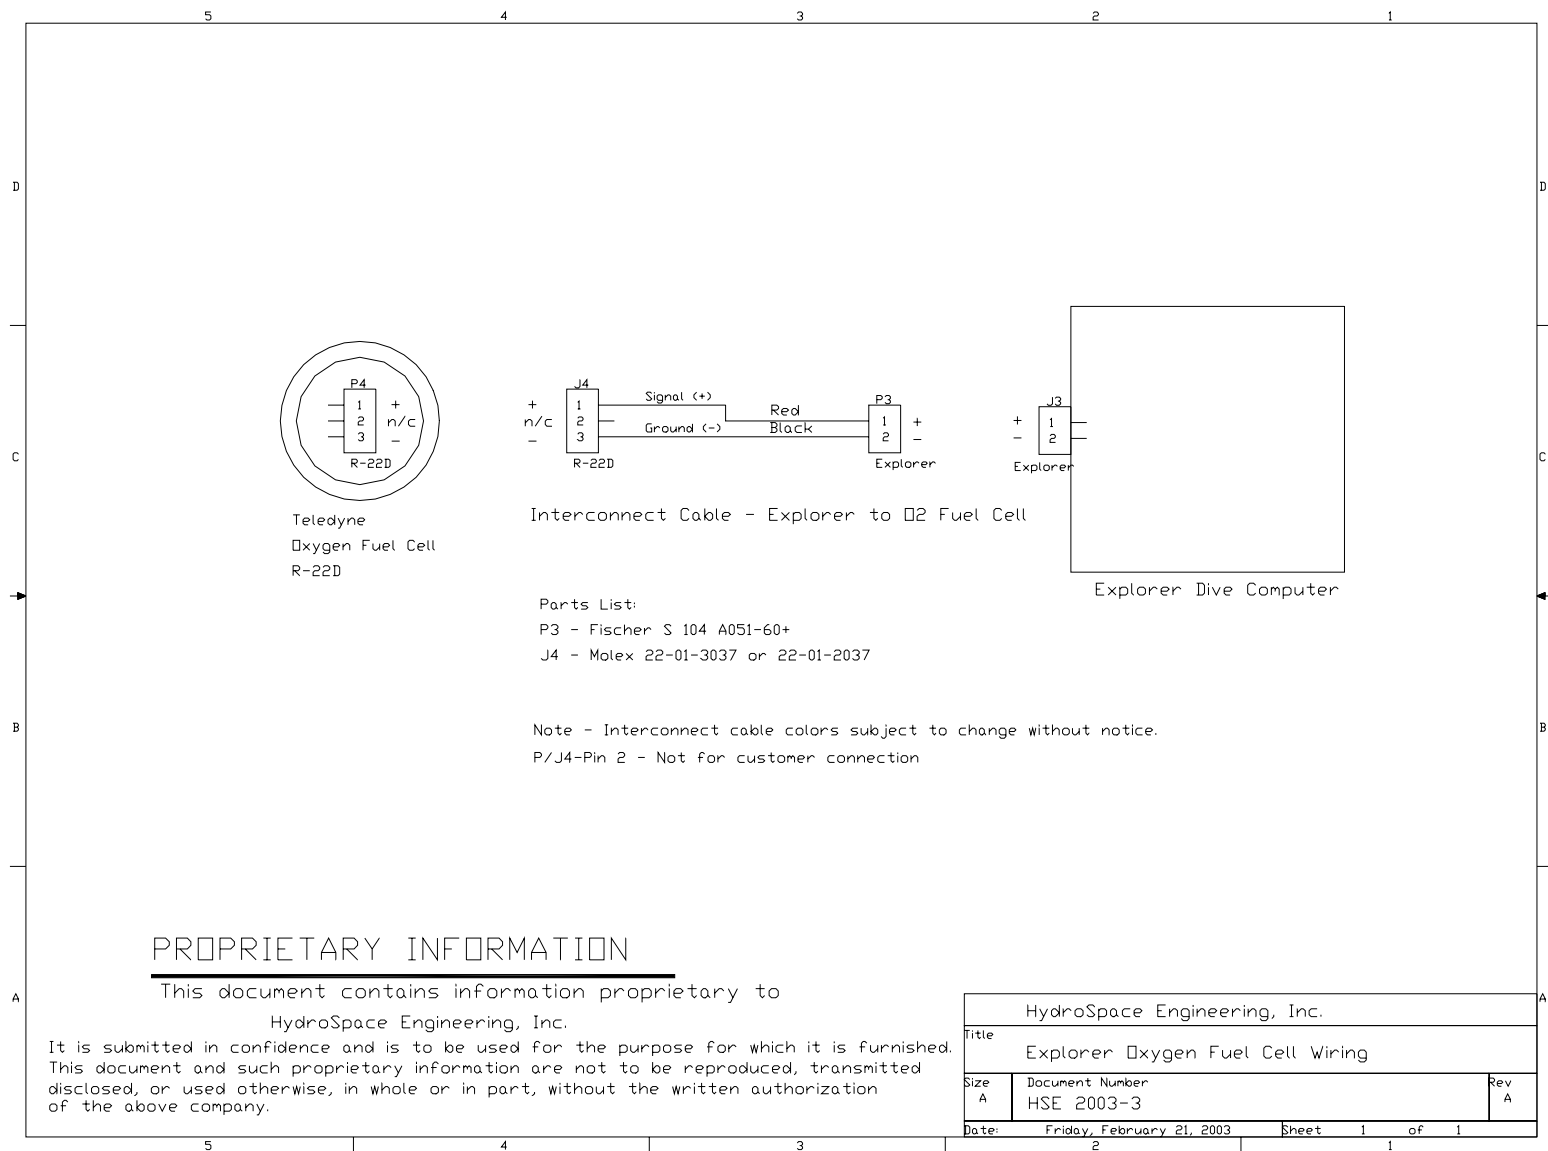 5 4 3 2 1
D D
P4
1 +
2 n/c
3 -
R-22D
Teledyne
Oxygen Fuel Cell
R-22D
J4
+ 1
n/c 2
- 3
R-22D
Signal (+)
Red
Ground (-) Black
P3
1 +
2 -
Explorer
J3
+ 1
- 2
Explorer
C C
Interconnect Cable - Explorer to O2 Fuel Cell
Explorer Dive Computer
Parts List:
P3 - Fischer S 104 A051-60+
J4 - Molex 22-01-3037 or 22-01-2037
B B
Note - Interconnect cable colors subject to change without notice.
P/J4-Pin 2 - Not for customer connection
PROPRIETARY INFORMATION
This document contains information proprietary to
HydroSpace Engineering, Inc.
It is submitted in confidence and is to be used for the purpose for which it is furnished.
This document and such proprietary information are not to be reproduced, transmitted
disclosed, or used otherwise, in whole or in part, without the written authorization
of the above company.
A A
HydroSpace Engineering, Inc.
Title
Explorer Oxygen Fuel Cell Wiring
Size Document Number Rev
A HSE 2003-3 A
Date: Friday, February 21, 2003 Sheet 1 of 1
5 4 3 2 1